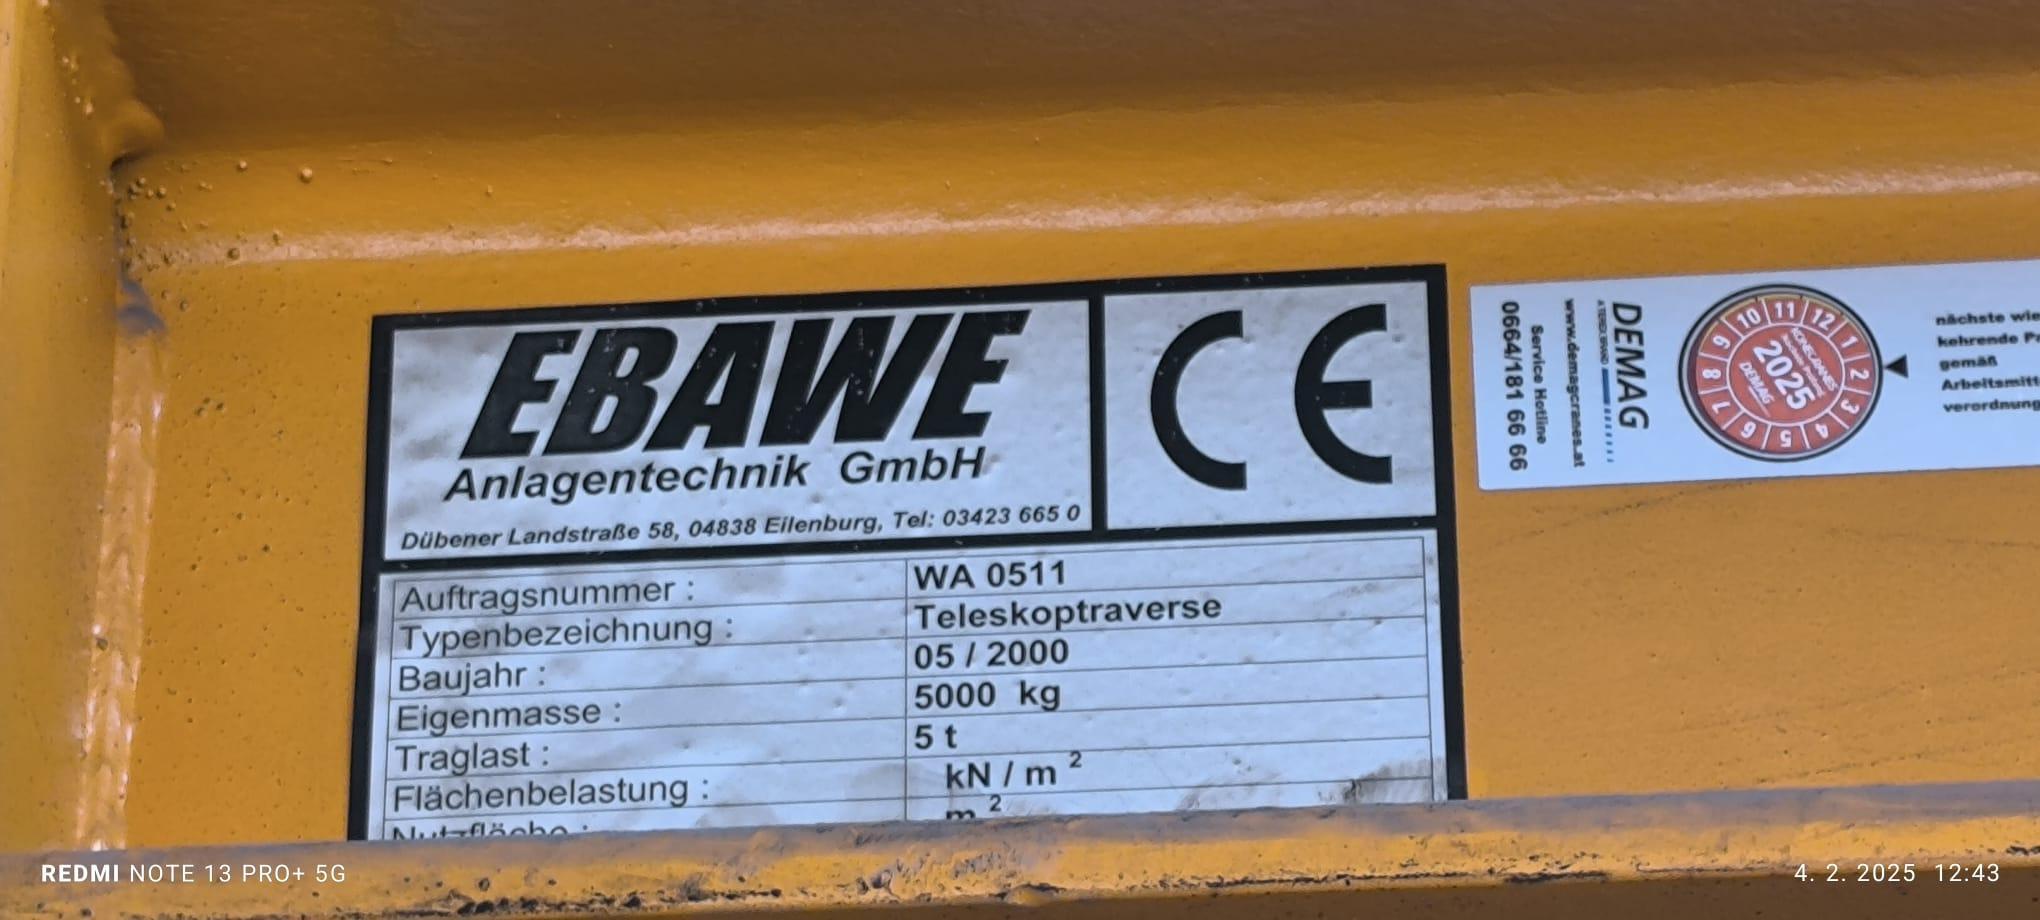 EBAWE
Anlagentechnik GmbH
Dübener Landstraße 58, 04838 Eilenburg, Tel: 03423 665 0
CE
Auftragsnummer : WA 0511
Typenbezeichnung : Teleskoptraverse
Baujahr : 05 / 2000
Eigenmasse : 5000 kg
Traglast : 5 t
Flächenbelastung : kN / m ²
Nutzfläche : m ²
DEMAG
www.demagcranes.at
Service Hotline
0664/181 66 66
1 2 3 4 5 6 7 8 9 10 11 12
KONECRANES
2025
DEMAG
nächste wie
kehrende P
gemäß
Arbeitsmitt
verordnung
REDMI NOTE 13 PRO+ 5G
4. 2. 2025 12:43